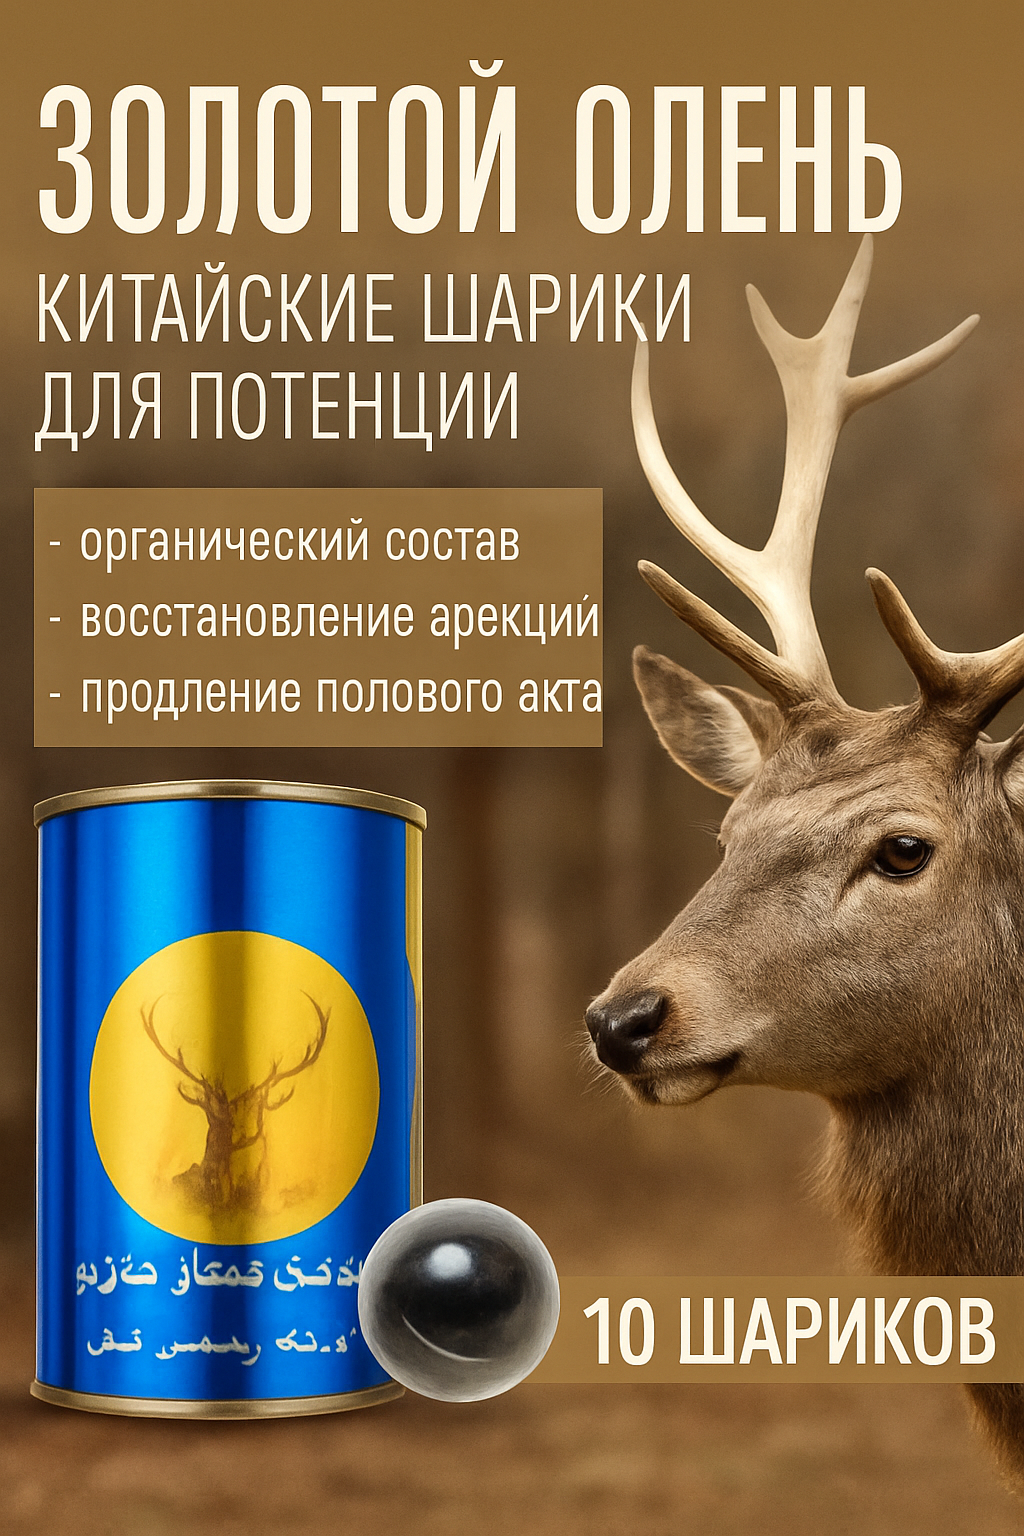 ЗОЛОТОЙ ОЛЕНЬ
КИТАЙСКИЕ ШАРИКИ
ДЛЯ ПОТЕНЦИИ
- органический состав
- восстановление арекций
- продление полового акта
10 ШАРИКОВ